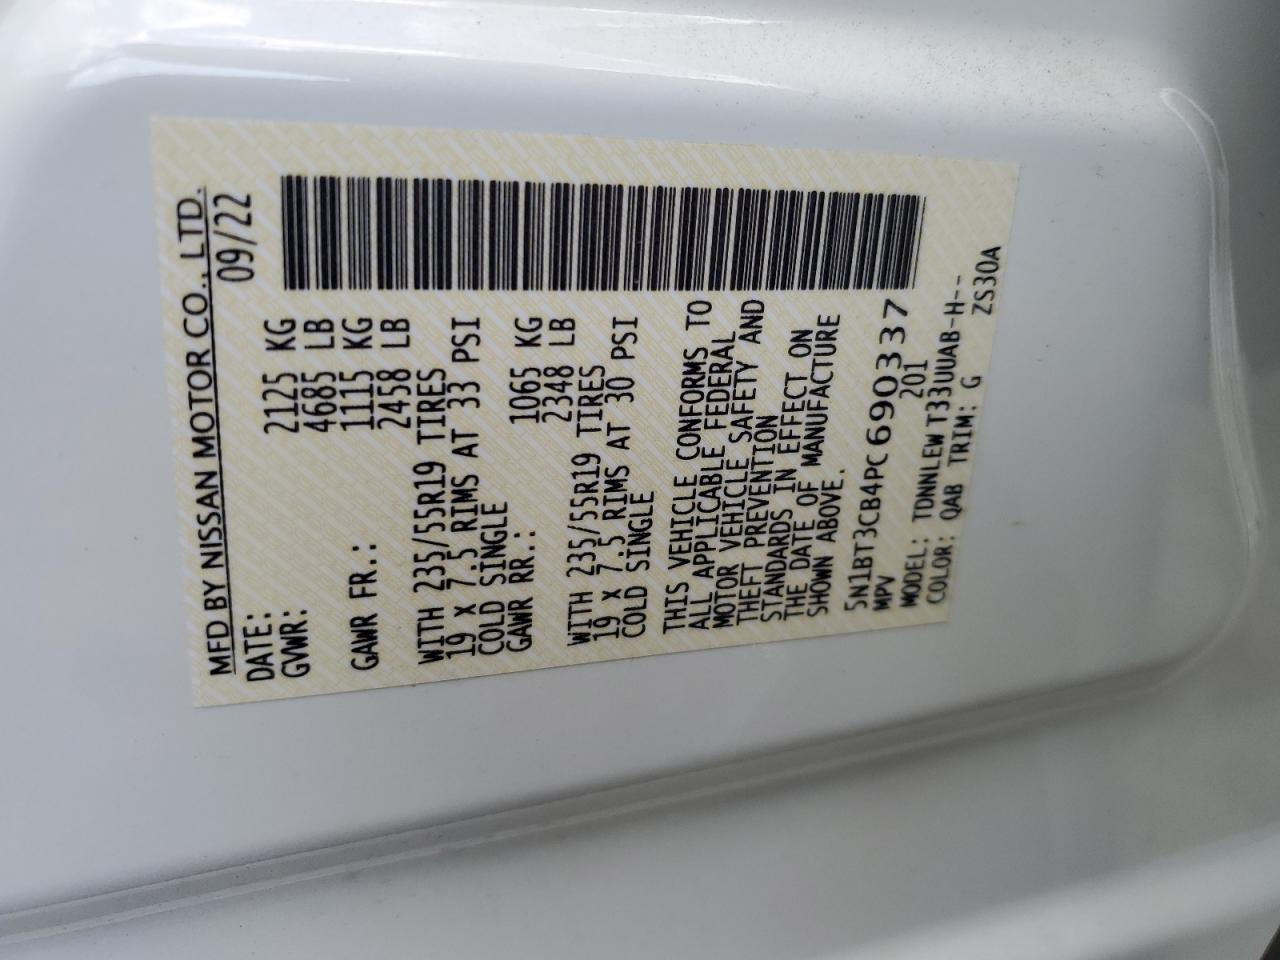 MFD BY NISSAN MOTOR CO., LTD.
DATE: 09/22
GVWR: 2125 KG
4685 LB
GAWR FR.: 1115 KG
2458 LB
WITH 235/55R19 TIRES
19 x 7.5 RIMS AT 33 PSI
COLD SINGLE
GAWR RR.: 1065 KG
2348 LB
WITH 235/55R19 TIRES
19 x 7.5 RIMS AT 30 PSI
COLD SINGLE
THIS VEHICLE CONFORMS TO
ALL APPLICABLE FEDERAL
MOTOR VEHICLE SAFETY AND
THEFT PREVENTION
STANDARDS IN EFFECT ON
THE DATE OF MANUFACTURE
SHOWN ABOVE.
5N1BT3CB4PC690337
MPV 201
MODEL: TDNNLEWT33UUAB-H--
COLOR: QAB TRIM: G ZS30A